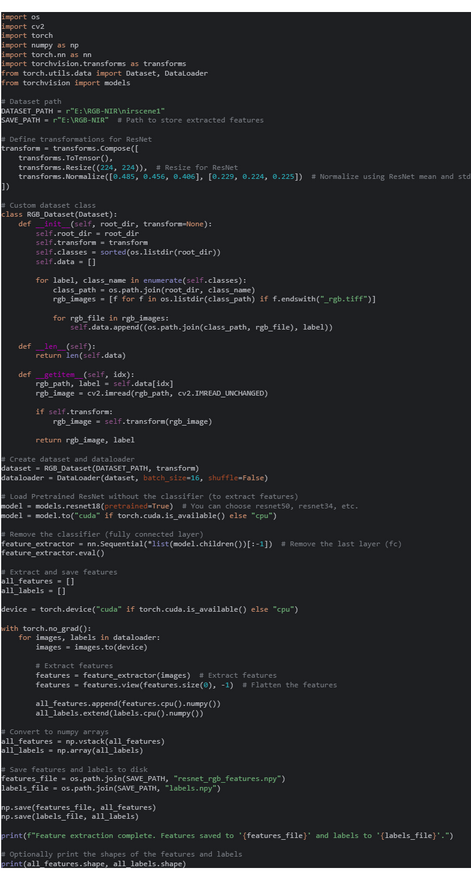 import os
import cv2
import torch
import numpy as np
import torch.nn as nn
import torchvision.transforms as transforms
from torch.utils.data import Dataset, DataLoader
from torchvision import models

# Dataset path
DATASET_PATH = r"E:\RGB-NIR\nirscene1"
SAVE_PATH = r"E:\RGB-NIR"  # Path to store extracted features

# Define transformations for ResNet
transform = transforms.Compose([
    transforms.ToTensor(),
    transforms.Resize((224, 224)),  # Resize for ResNet
    transforms.Normalize([0.485, 0.456, 0.406], [0.229, 0.224, 0.225])  # Normalize using ResNet mean and std
])

# Custom dataset class
class RGB_Dataset(Dataset):
    def __init__(self, root_dir, transform=None):
        self.root_dir = root_dir
        self.transform = transform
        self.classes = sorted(os.listdir(root_dir))
        self.data = []

        for label, class_name in enumerate(self.classes):
            class_path = os.path.join(root_dir, class_name)
            rgb_images = [f for f in os.listdir(class_path) if f.endswith("_rgb.tiff")]

            for rgb_file in rgb_images:
                self.data.append((os.path.join(class_path, rgb_file), label))

    def __len__(self):
        return len(self.data)

    def __getitem__(self, idx):
        rgb_path, label = self.data[idx]
        rgb_image = cv2.imread(rgb_path, cv2.IMREAD_UNCHANGED)

        if self.transform:
            rgb_image = self.transform(rgb_image)

        return rgb_image, label

# Create dataset and dataloader
dataset = RGB_Dataset(DATASET_PATH, transform)
dataloader = DataLoader(dataset, batch_size=16, shuffle=False)

# Load Pretrained ResNet without the classifier (to extract features)
model = models.resnet18(pretrained=True)  # You can choose resnet50, resnet34, etc.
model = model.to("cuda" if torch.cuda.is_available() else "cpu")

# Remove the classifier (fully connected layer)
feature_extractor = nn.Sequential(*list(model.children())[:-1])  # Remove the last layer (fc)
feature_extractor.eval()

# Extract and save features
all_features = []
all_labels = []

device = torch.device("cuda" if torch.cuda.is_available() else "cpu")

with torch.no_grad():
    for images, labels in dataloader:
        images = images.to(device)

        # Extract features
        features = feature_extractor(images)  # Extract features
        features = features.view(features.size(0), -1)  # Flatten the features

        all_features.append(features.cpu().numpy())
        all_labels.extend(labels.cpu().numpy())

# Convert to numpy arrays
all_features = np.vstack(all_features)
all_labels = np.array(all_labels)

# Save features and labels to disk
features_file = os.path.join(SAVE_PATH, "resnet_rgb_features.npy")
labels_file = os.path.join(SAVE_PATH, "labels.npy")

np.save(features_file, all_features)
np.save(labels_file, all_labels)

print(f"Feature extraction complete. Features saved to '{features_file}' and labels to '{labels_file}'.")

# Optionally print the shapes of the features and labels
print(all_features.shape, all_labels.shape)